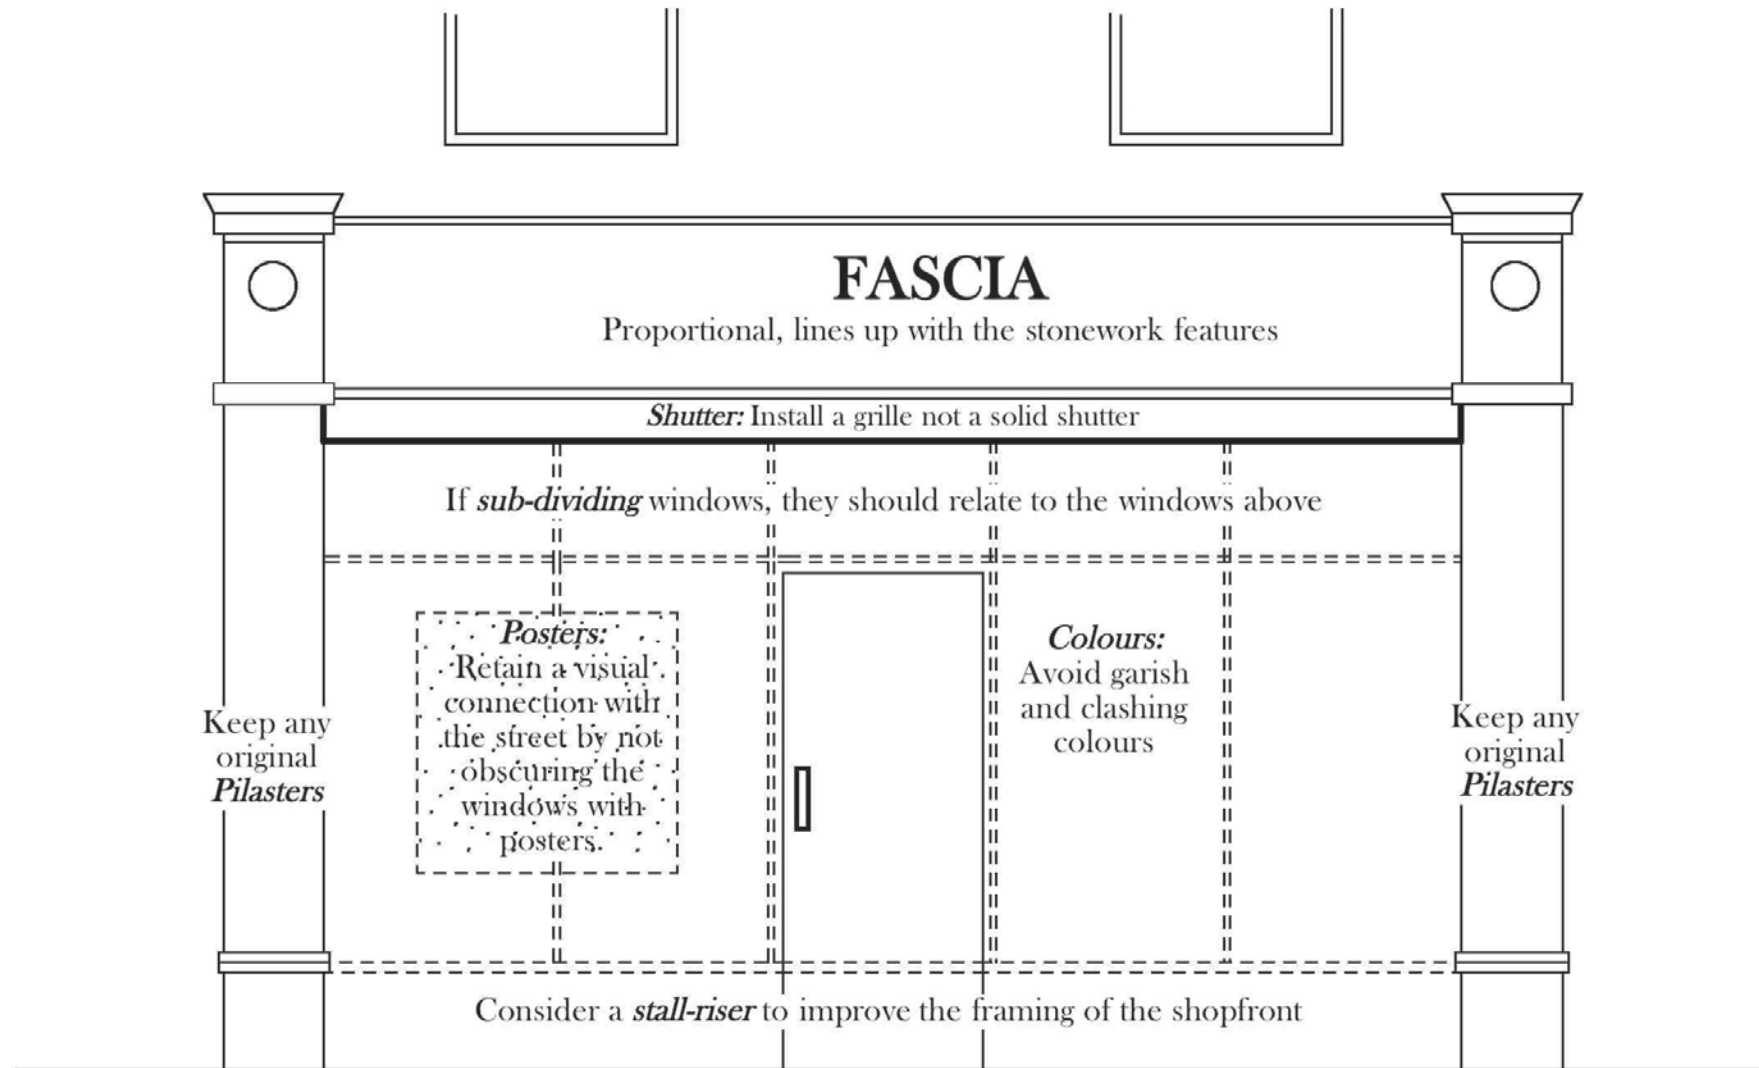 FASCIA
Proportional, lines up with the stonework features
Shutter: Install a grille not a solid shutter
If sub-dividing windows, they should relate to the windows above
Posters:
Retain a visual
connection with
the street by not
obscuring the
windows with
posters.
Colours:
Avoid garish
and clashing
colours
Keep any
original
Pilasters
Keep any
original
Pilasters
Consider a stall-riser to improve the framing of the shopfront